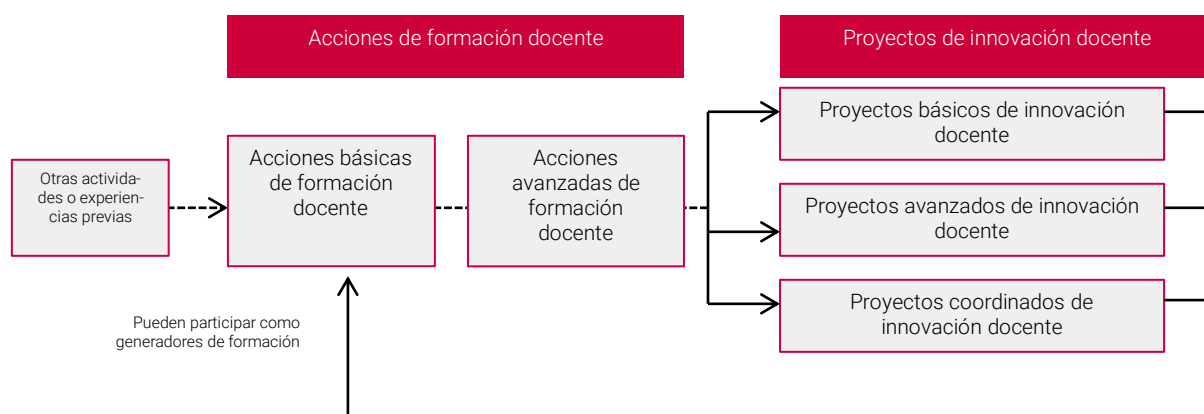 Acciones de formación docente
Proyectos de innovación docente
Otras activida-
des o experien-
cias previas
Acciones básicas
de formación
docente
Acciones
avanzadas de
formación
docente
Proyectos básicos de innovación
docente
Proyectos avanzados de innovación
docente
Proyectos coordinados de
innovación docente
Pueden participar como
generadores de formación